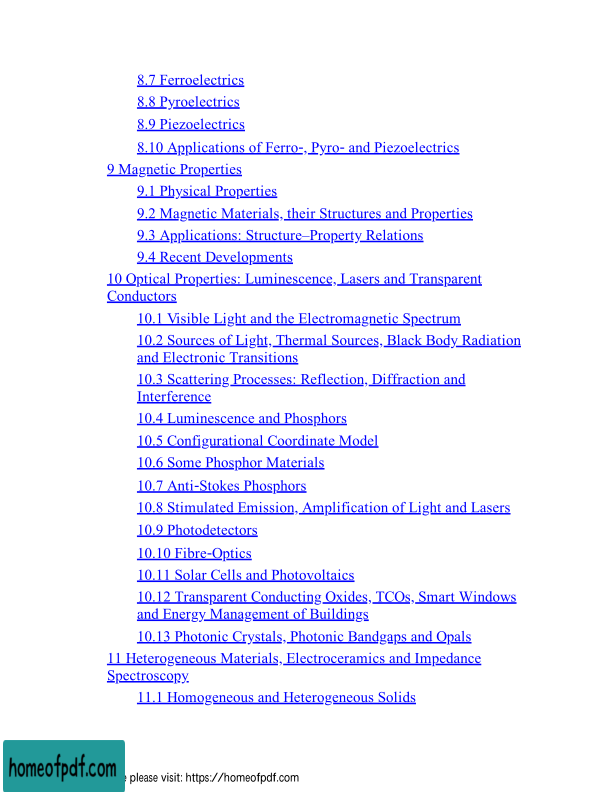 8.7 Ferroelectrics
8.8 Pyroelectrics
8.9 Piezoelectrics
8.10 Applications of Ferro-, Pyro- and Piezoelectrics
9 Magnetic Properties
9.1 Physical Properties
9.2 Magnetic Materials, their Structures and Properties
9.3 Applications: Structure–Property Relations
9.4 Recent Developments
10 Optical Properties: Luminescence, Lasers and Transparent
Conductors
10.1 Visible Light and the Electromagnetic Spectrum
10.2 Sources of Light, Thermal Sources, Black Body Radiation
and Electronic Transitions
10.3 Scattering Processes: Reflection, Diffraction and
Interference
10.4 Luminescence and Phosphors
10.5 Configurational Coordinate Model
10.6 Some Phosphor Materials
10.7 Anti-Stokes Phosphors
10.8 Stimulated Emission, Amplification of Light and Lasers
10.9 Photodetectors
10.10 Fibre-Optics
10.11 Solar Cells and Photovoltaics
10.12 Transparent Conducting Oxides, TCOs, Smart Windows
and Energy Management of Buildings
10.13 Photonic Crystals, Photonic Bandgaps and Opals
11 Heterogeneous Materials, Electroceramics and Impedance
Spectroscopy
11.1 Homogeneous and Heterogeneous Solids
homeofpdf.com
please visit: https://homeofpdf.com